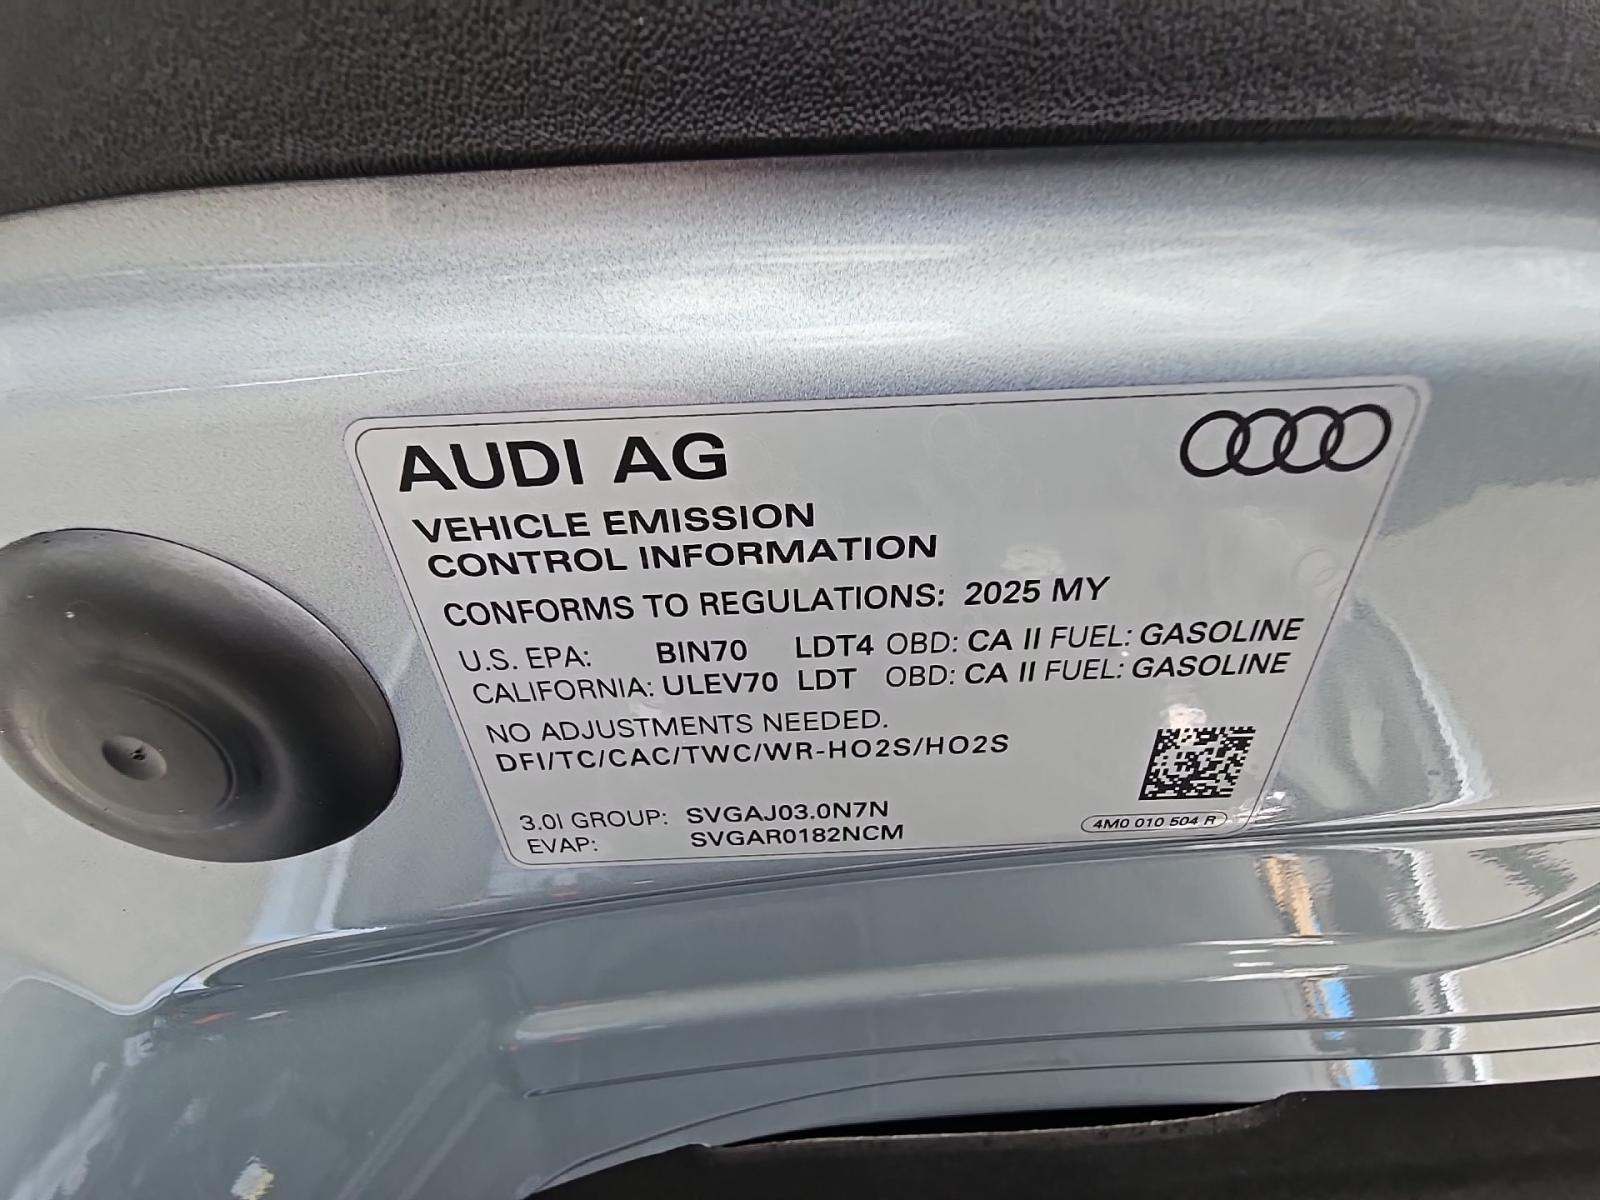 AUDI AG
VEHICLE EMISSION
CONTROL INFORMATION
CONFORMS TO REGULATIONS: 2025 MY
U.S. EPA: BIN70 LDT4 OBD: CA II FUEL: GASOLINE
CALIFORNIA: ULEV70 LDT OBD: CA II FUEL: GASOLINE
NO ADJUSTMENTS NEEDED.
DFI/TC/CAC/TWC/WR-HO2S/HO2S
3.0l GROUP: SVGAJ03.0N7N
EVAP: SVGAR0182NCM
4M0 010 504 R